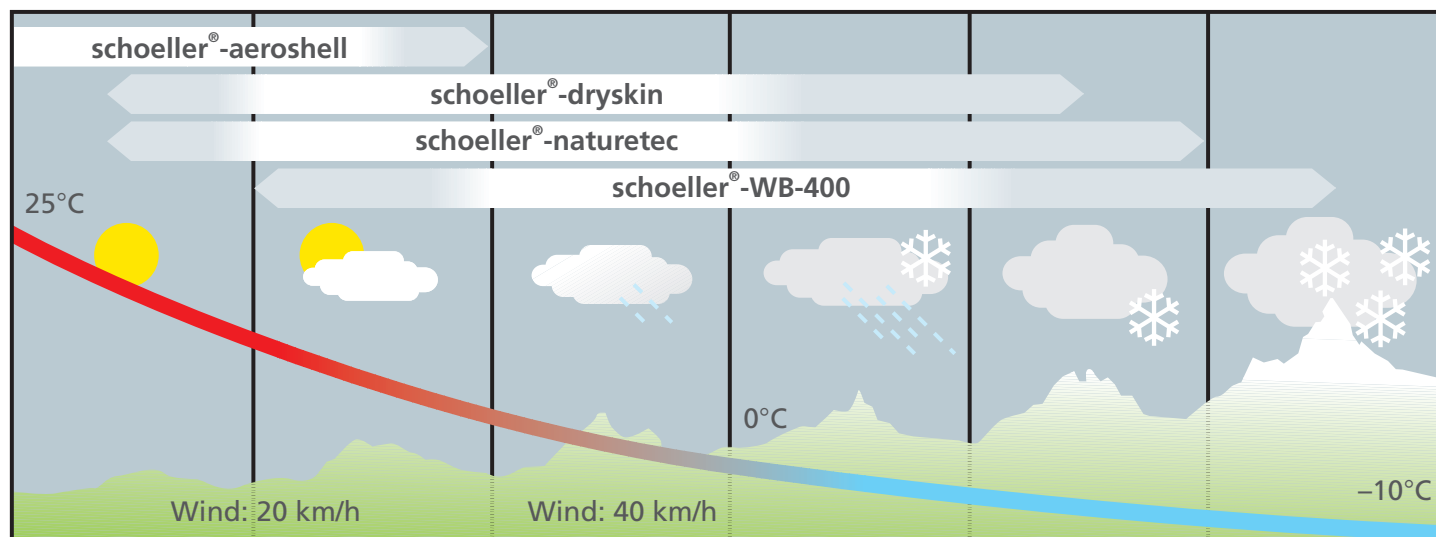 schoeller®-aeroshell
schoeller®-dryskin
schoeller®-naturetec
schoeller®-WB-400
25°C
0°C
–10°C
Wind: 20 km/h
Wind: 40 km/h